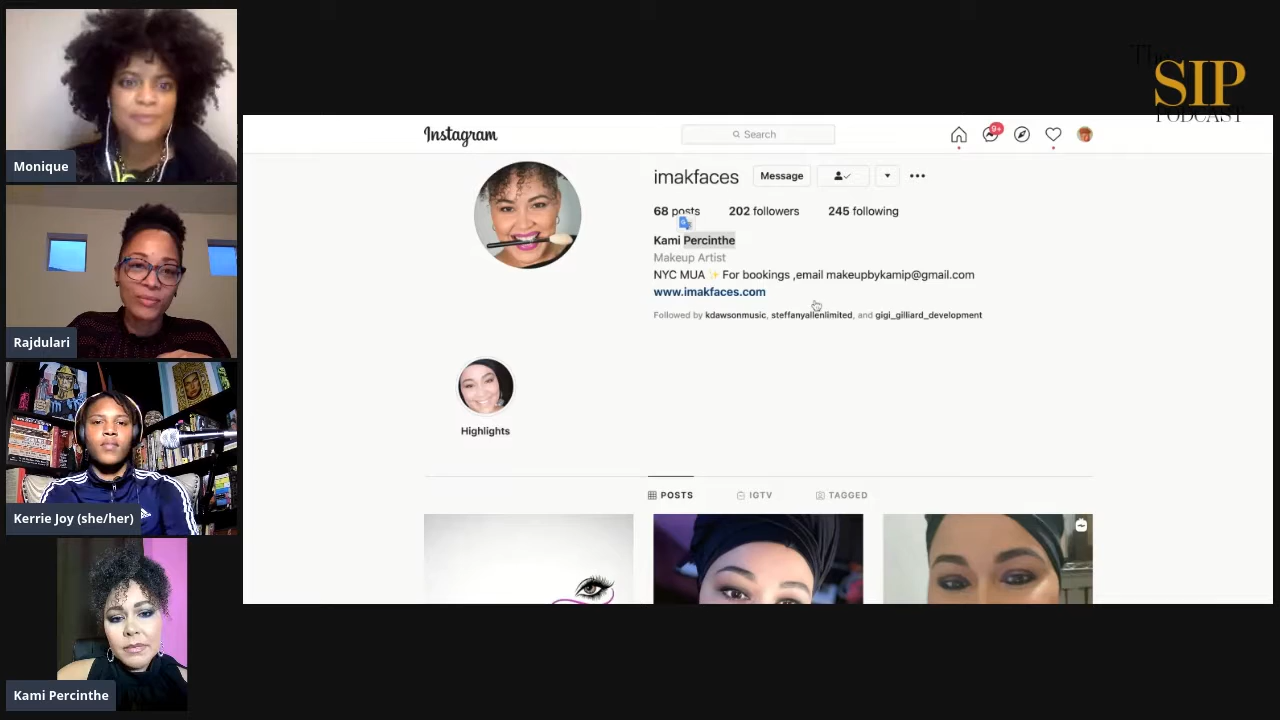 Monique
Rajdulari
Kerrie Joy (she/her)
Kami Percinthe
The
SIP
PODCAST
Instagram
Search
9+
imakfaces
Message
68 posts 202 followers 245 following
Kami Percinthe
Makeup Artist
NYC MUA ✨ For bookings ,email makeupbykamip@gmail.com
www.imakfaces.com
Followed by kdawsonmusic, steffanyallenlimited, and gigi_gilliard_development
Highlights
POSTS IGTV TAGGED